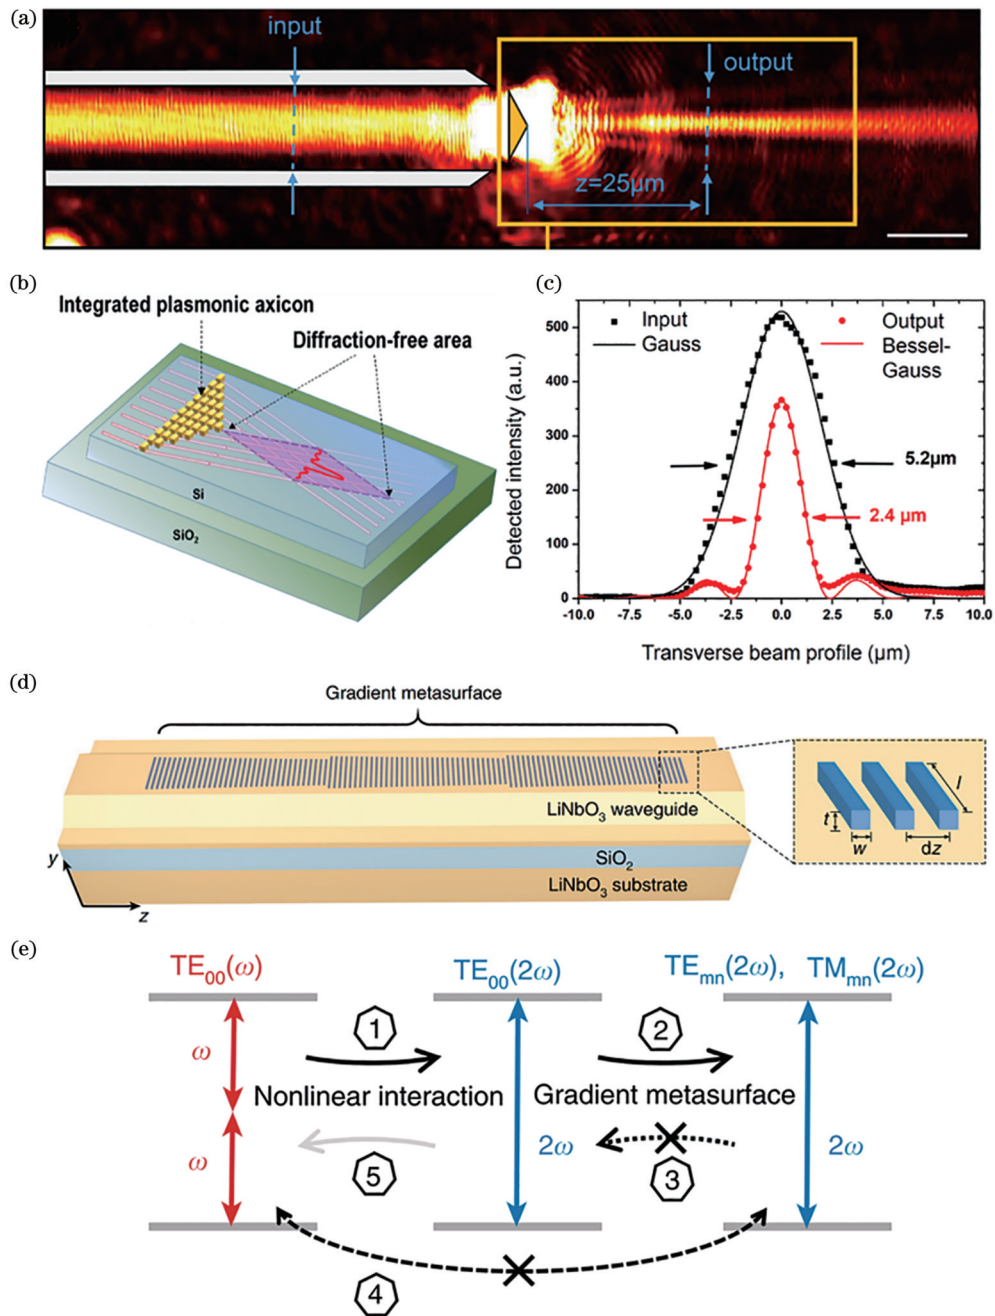 (a)
input
output
z=25μm
(b)
Integrated plasmonic axicon
Diffraction-free area
Si
SiO₂
(c)
Detected intensity (a.u.)
500
400
300
200
100
0
Input
Gauss
Output
Bessel-
Gauss
5.2μm
2.4 μm
-10.0 -7.5 -5.0 -2.5 0.0 2.5 5.0 7.5 10.0
Transverse beam profile (μm)
(d)
Gradient metasurface
LiNbO₃ waveguide
SiO₂
LiNbO₃ substrate
y
z
t
w
dz
l
(e)
TE₀₀(ω)
TE₀₀(2ω)
TEₘₙ(2ω), TMₘₙ(2ω)
ω
1
2
Nonlinear interaction
Gradient metasurface
ω
5
2ω
3
2ω
4